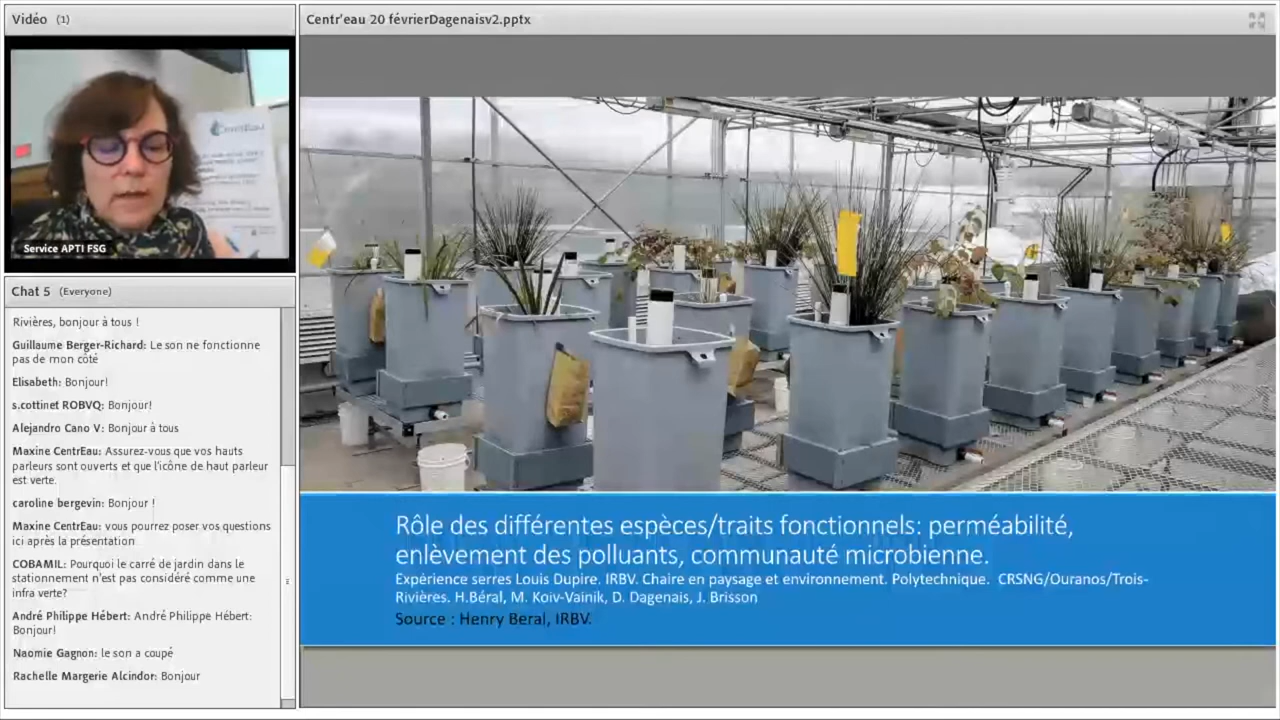 Vidéo (1)
CentrEau
Service APTI FSG
Chat 5 (Everyone)
Rivières, bonjour à tous !
Guillaume Berger-Richard: Le son ne fonctionne
pas de mon côté
Elisabeth: Bonjour!
s.cottinet ROBVQ: Bonjour!
Alejandro Cano V: Bonjour à tous
Maxine CentrEau: Assurez-vous que vos hauts
parleurs sont ouverts et que l'icône de haut parleur
est verte.
caroline bergevin: Bonjour !
Maxine CentrEau: vous pourrez poser vos questions
ici après la présentation
COBAMIL: Pourquoi le carré de jardin dans le
stationnement n'est pas considéré comme une
infra verte?
André Philippe Hébert: André Philippe Hébert:
Bonjour!
Naomie Gagnon: le son a coupé
Rachelle Margerie Alcindor: Bonjour
Centr'eau 20 févrierDagenaisv2.pptx
Rôle des différentes espèces/traits fonctionnels: perméabilité,
enlèvement des polluants, communauté microbienne.
Expérience serres Louis Dupire. IRBV. Chaire en paysage et environnement. Polytechnique. CRSNG/Ouranos/Trois-
Rivières. H.Béral, M. Koiv-Vainik, D. Dagenais, J. Brisson
Source : Henry Beral, IRBV.